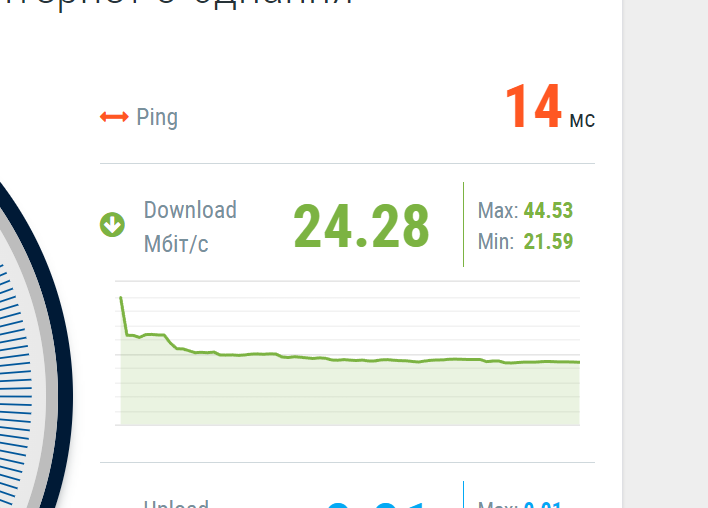 Ping
14 мс
Download
Мбіт/с
24.28
Max: 44.53
Min: 21.59